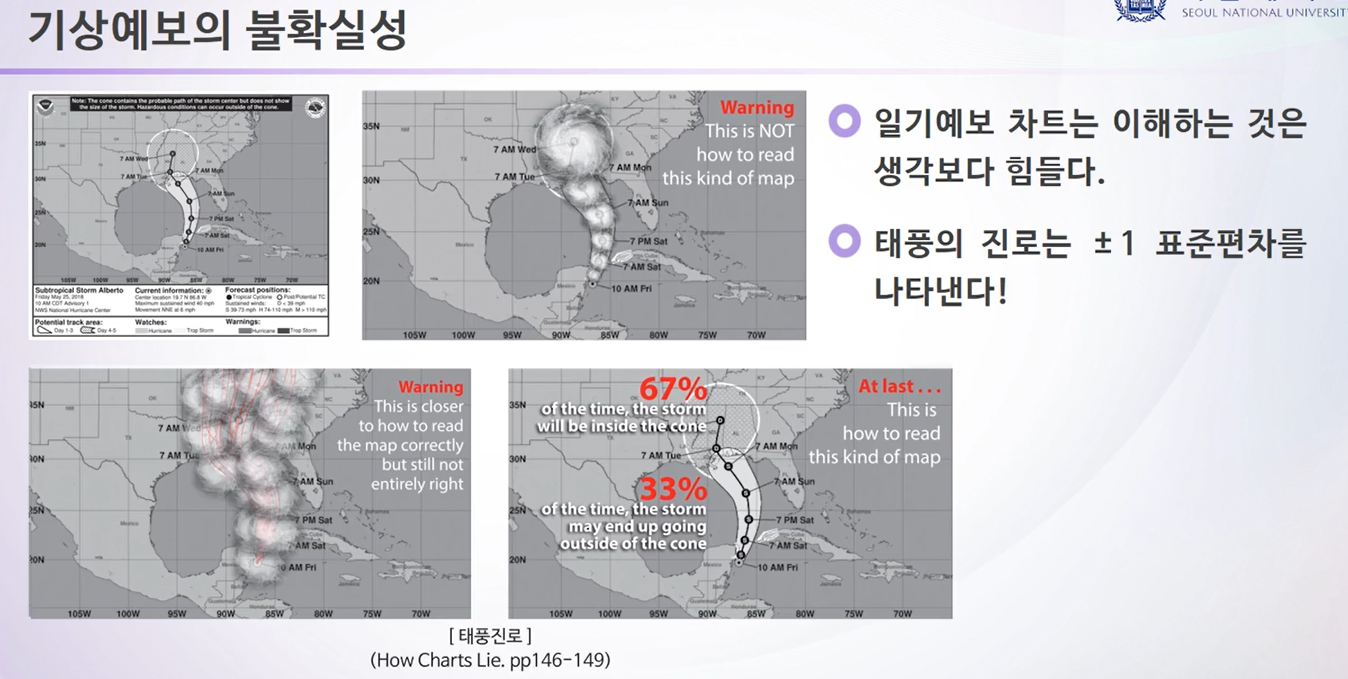 기상예보의 불확실성
SEOUL NATIONAL UNIVERSITY
Note: The cone contains the probable path of the storm center but does not show
the size of the storm. Hazardous conditions can occur outside of the cone.
35N
30N
25N
20N
7 AM Wed
7 AM Tue
7 AM Mon
7 AM Sun
7 PM Sat
7 AM Sat
10 AM Fri
105W 100W 95W 90W 85W 80W 75W 70W
Subtropical Storm Alberto
Friday May 25, 2018
10 AM CDT Advisory 1
NWS National Hurricane Center
Current information:
Center location 19.7 N 86.8 W
Maximum sustained wind 40 mph
Movement NNE at 6 mph
Forecast positions:
Tropical Cyclone Post/Potential TC
Sustained winds: D < 39 mph
S 39-73 mph H 74-110 mph M > 110 mph
Potential track area:
Day 1-3 Day 4-5
Watches:
Hurricane Trop Storm
Warnings:
Hurricane Trop Storm
Warning
This is NOT
how to read
this kind of map
35N
30N
25N
20N
7 AM Wed
7 AM Tue
7 AM Mon
7 AM Sun
7 PM Sat
7 AM Sat
10 AM Fri
Mexico
Bahamas
Guatemala
Honduras
105W 100W 95W 90W 85W 80W 75W 70W
일기예보 차트는 이해하는 것은
생각보다 힘들다.
태풍의 진로는 ±1 표준편차를
나타낸다!
Warning
This is closer
to how to read
the map correctly
but still not
entirely right
35N
30N
25N
20N
7 AM Wed
7 AM Tue
AM Mon
7 AM Sun
7 PM Sat
7 AM Sat
0 AM Fri
Mexico
Bahamas
Jamaica
Guatemala
Honduras
105W 100W 95W 90W 85W 80W 75W 70W
67%
of the time, the storm
will be inside the cone
33%
of the time, the storm
may end up going
outside of the cone
At last . . .
This is
how to read
this kind of map
35N
30N
25N
20N
7 AM Tue
7 AM Mon
7 AM Sun
7 PM Sat
7 AM Sat
10 AM Fri
Mexico
Bahamas
Jamaica
Guatemala
Honduras
105W 100W 95W 90W 85W 80W 75W 70W
[ 태풍진로 ]
(How Charts Lie. pp146-149)